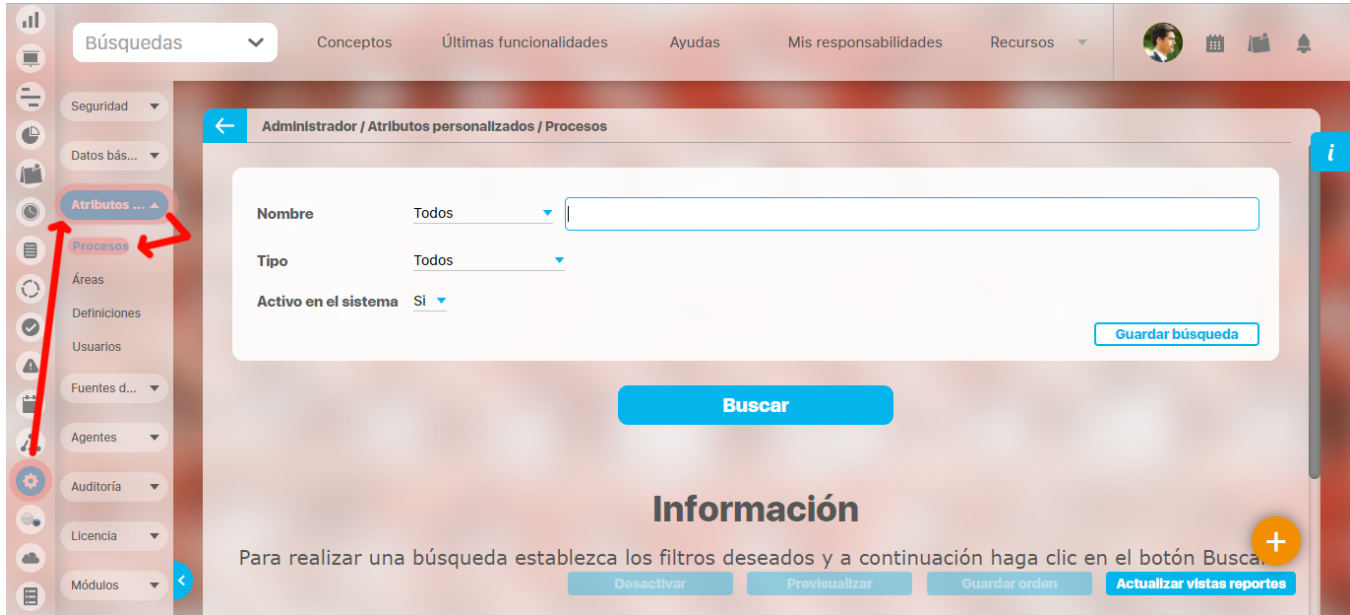 Búsquedas
Conceptos
Últimas funcionalidades
Ayudas
Mis responsabilidades
Recursos
Seguridad
Datos bás...
Atributos ...
Procesos
Áreas
Definiciones
Usuarios
Fuentes d...
Agentes
Auditoría
Licencia
Módulos
Administrador / Atributos personalizados / Procesos
i
Nombre Todos
Tipo Todos
Activo en el sistema Si
Guardar búsqueda
Buscar
Información
Para realizar una búsqueda establezca los filtros deseados y a continuación haga clic en el botón Buscar
Desactivar Previsualizar Guardar orden Actualizar vistas reportes